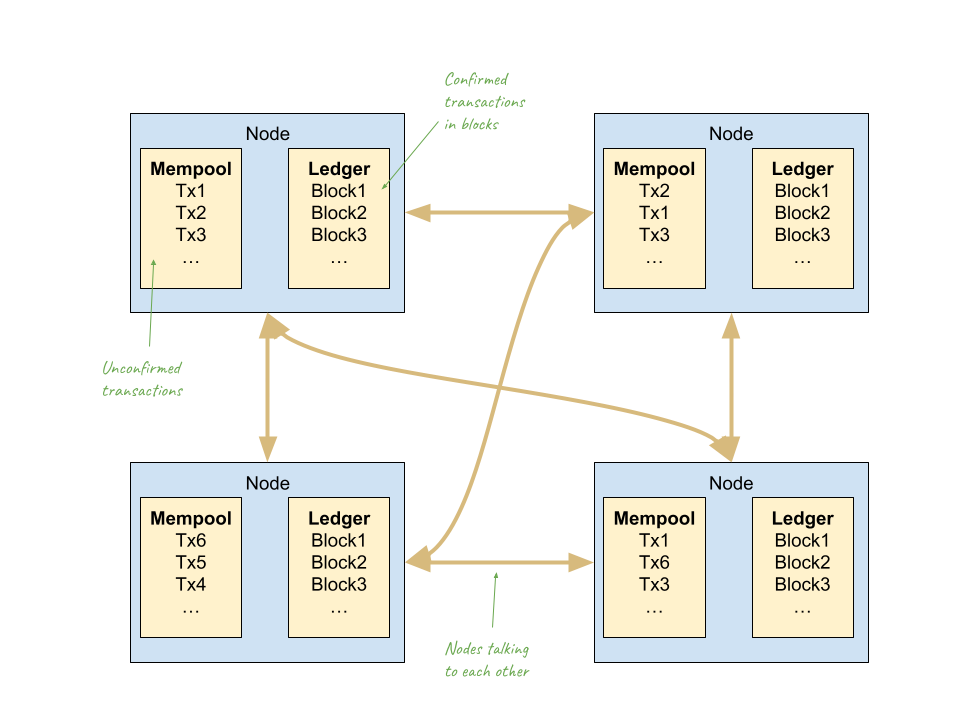 Confirmed
transactions
in blocks
Node
Mempool
Tx1
Tx2
Tx3
...
Ledger
Block1
Block2
Block3
...
Node
Mempool
Tx2
Tx1
Tx3
...
Ledger
Block1
Block2
Block3
...
Unconfirmed
transactions
Node
Mempool
Tx6
Tx5
Tx4
...
Ledger
Block1
Block2
Block3
...
Node
Mempool
Tx1
Tx6
Tx3
...
Ledger
Block1
Block2
Block3
...
Nodes talking
to each other